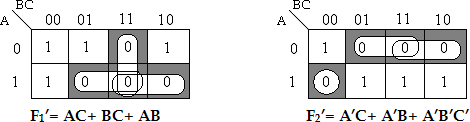 BC BC
A 00 01 11 10 A 00 01 11 10
0 1 1 0 1 0 1 0 0 0
1 1 0 0 0 1 0 1 1 1
F₁′= AC+ BC+ AB F₂′= A′C+ A′B+ A′B′C′